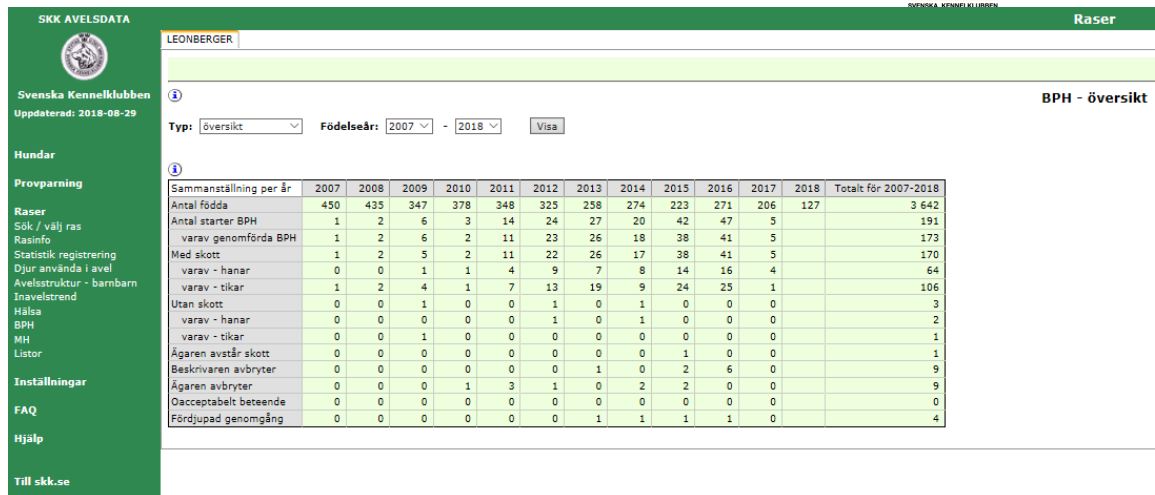 SVENSKA KENNELKLUBBEN
SKK AVELSDATA
Raser
LEONBERGER
Svenska Kennelklubben
Uppdaterad: 2018-08-29
Hundar
Provparning
Raser
Sök / välj ras
Rasinfo
Statistik registrering
Djur använda i avel
Avelsstruktur - barnbarn
Inavelstrend
Hälsa
BPH
MH
Listor
Inställningar
FAQ
Hjälp
Till skk.se
BPH - översikt
Typ: översikt Födelseår: 2007 - 2018 Visa
Sammanställning per år 2007 2008 2009 2010 2011 2012 2013 2014 2015 2016 2017 2018 Totalt för 2007-2018
Antal födda 450 435 347 378 348 325 258 274 223 271 206 127 3 642
Antal starter BPH 1 2 6 3 14 24 27 20 42 47 5 191
varav genomförda BPH 1 2 6 2 11 23 26 18 38 41 5 173
Med skott 1 2 5 2 11 22 26 17 38 41 5 170
varav - hanar 0 0 1 1 4 9 7 8 14 16 4 64
varav - tikar 1 2 4 1 7 13 19 9 24 25 1 106
Utan skott 0 0 1 0 0 1 0 1 0 0 0 3
varav - hanar 0 0 0 0 0 1 0 1 0 0 0 2
varav - tikar 0 0 1 0 0 0 0 0 0 0 0 1
Ägaren avstår skott 0 0 0 0 0 0 0 0 1 0 0 1
Beskrivaren avbryter 0 0 0 0 0 0 1 0 2 6 0 9
Ägaren avbryter 0 0 0 1 3 1 0 2 2 0 0 9
Oacceptabelt beteende 0 0 0 0 0 0 0 0 0 0 0 0
Fördjupad genomgång 0 0 0 0 0 0 1 1 1 1 0 4